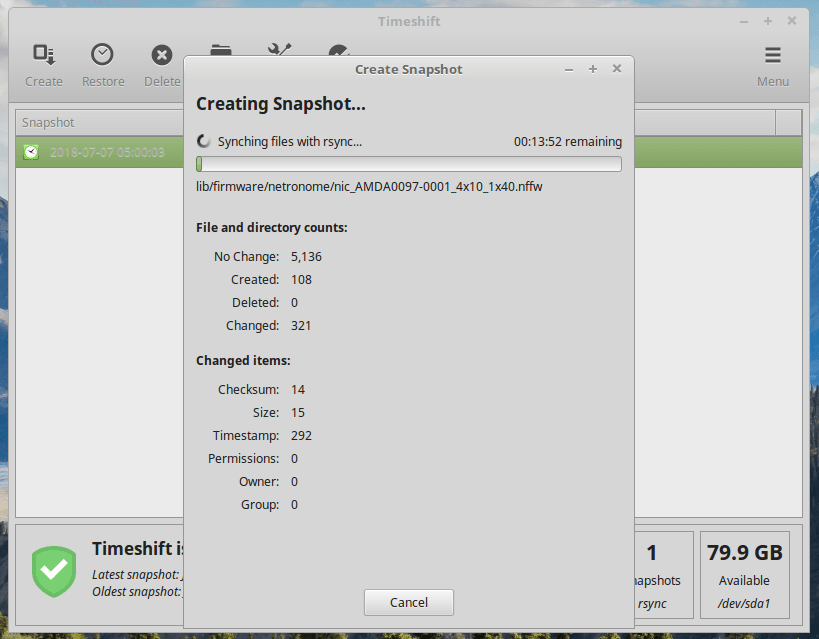 Timeshift
Create Restore Delete Menu
Create Snapshot
Creating Snapshot...
Synching files with rsync... 00:13:52 remaining
lib/firmware/netronome/nic_AMDA0097-0001_4x10_1x40.nffw
File and directory counts:
No Change: 5,136
Created: 108
Deleted: 0
Changed: 321
Changed items:
Checksum: 14
Size: 15
Timestamp: 292
Permissions: 0
Owner: 0
Group: 0
Cancel
Snapshot
2018-07-07 05:00:03
Timeshift is
Latest snapshot:
Oldest snapshot:
1
napshots
rsync
79.9 GB
Available
/dev/sda1